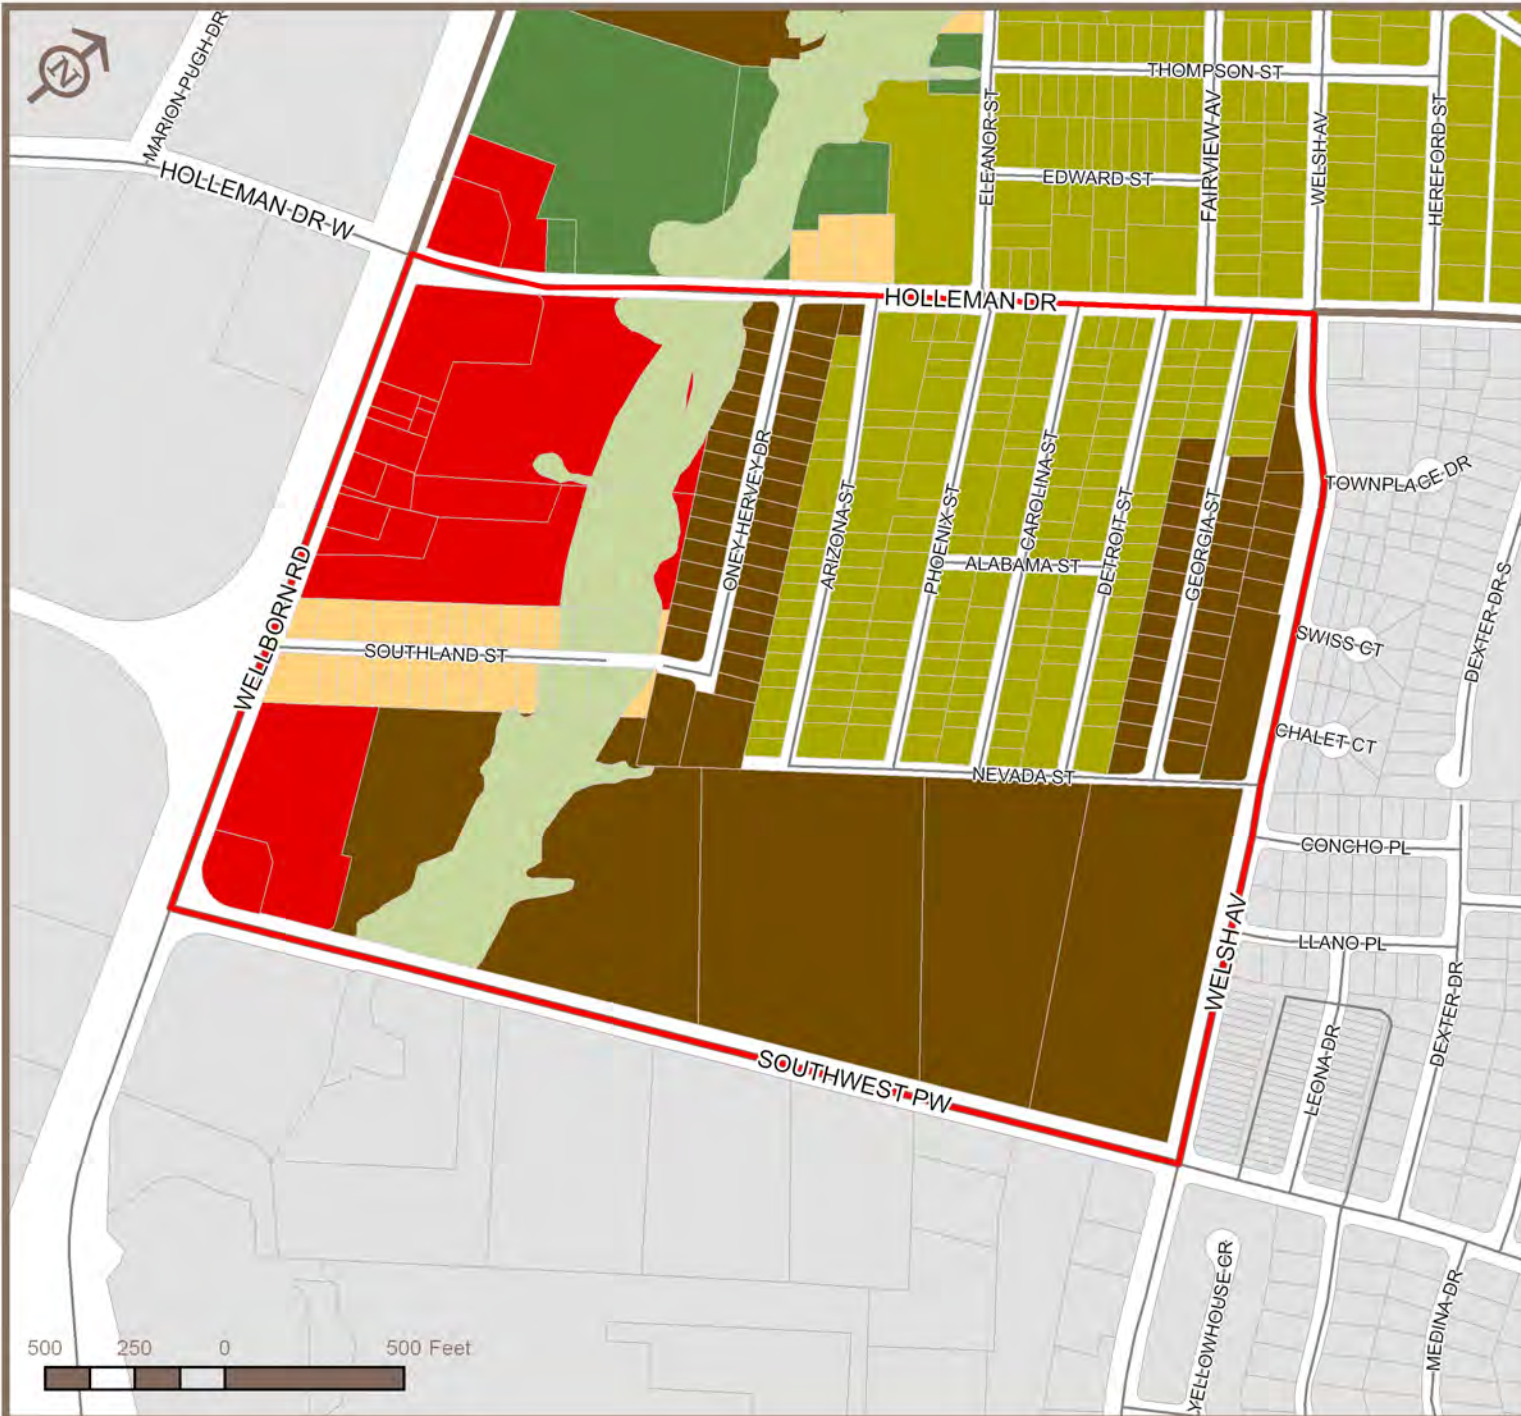 N
MARION-PUGH-DR
HOLLEMAN-DR-W
THOMPSON-ST
ELEANOR-ST
FAIRVIEW-AV
WELSH-AV
HEREFORD-ST
EDWARD-ST
HOLLEMAN DR
TOWNPLACE-DR
ONEY-HERVEY-DR
ARIZONA-ST
PHOENIX-ST
CAROLINA-ST
DETROIT-ST
GEORGIA-ST
ALABAMA-ST
WELLBORN-RD
SOUTHLAND-ST
SWISS-CT
DEXTER-DR-S
CHALET-CT
NEVADA-ST
CONCHO-PL
WELSH-AV
LLANO-PL
LEONA-DR
DEXTER-DR
SOUTHWEST PW
YELLOWHOUSE-CR
MEDINA-DR
500 250 0 500 Feet